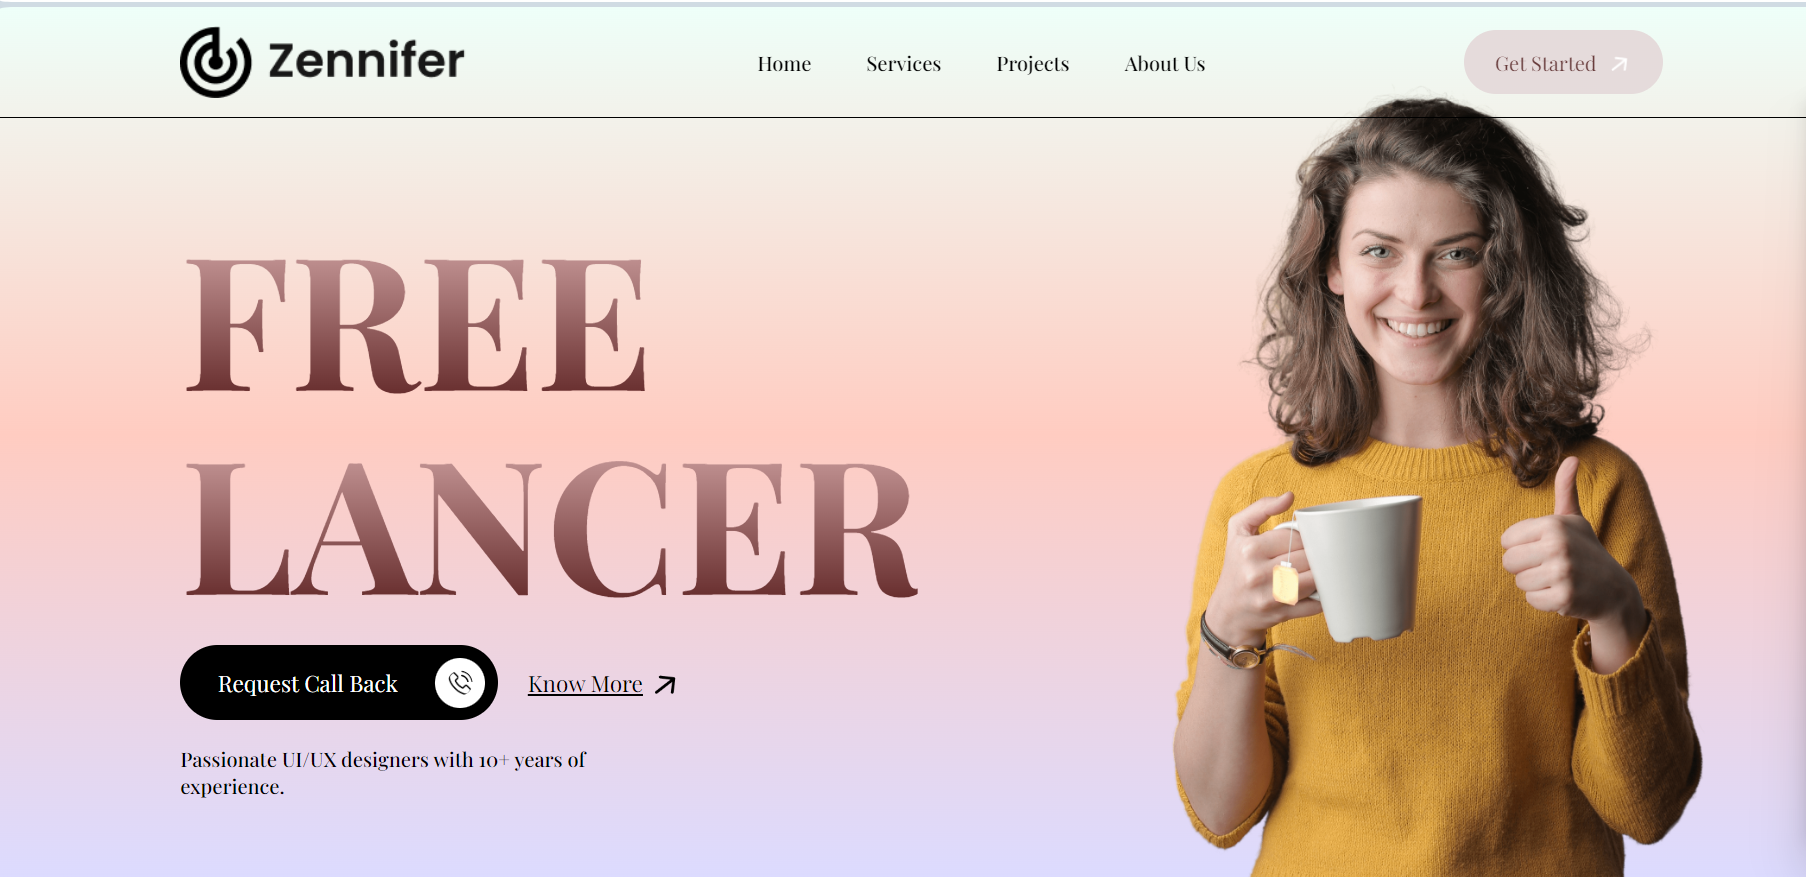 Zennifer
Home Services Projects About Us
Get Started
FREE
LANCER
Request Call Back
Know More
Passionate UI/UX designers with 10+ years of
experience.